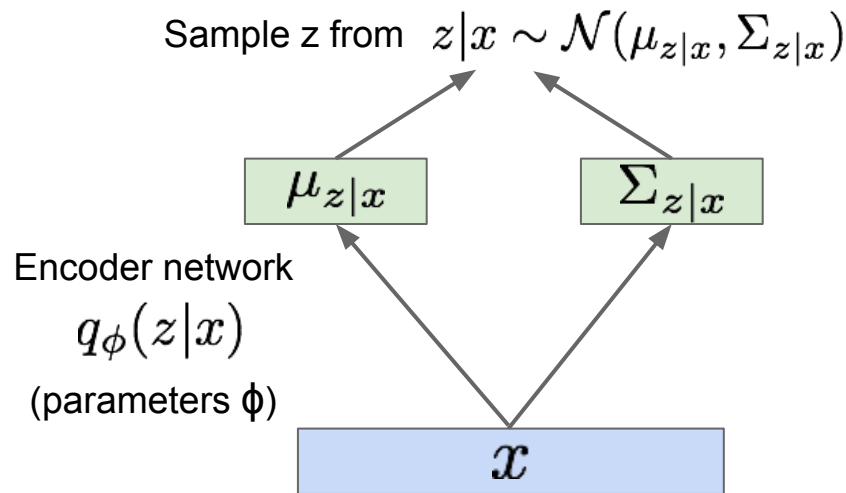 Sample z from z|x ∼ 𝒩(μ_{z|x}, Σ_{z|x})
μ_{z|x}
Σ_{z|x}
Encoder network
q_ϕ(z|x)
(parameters ϕ)
x